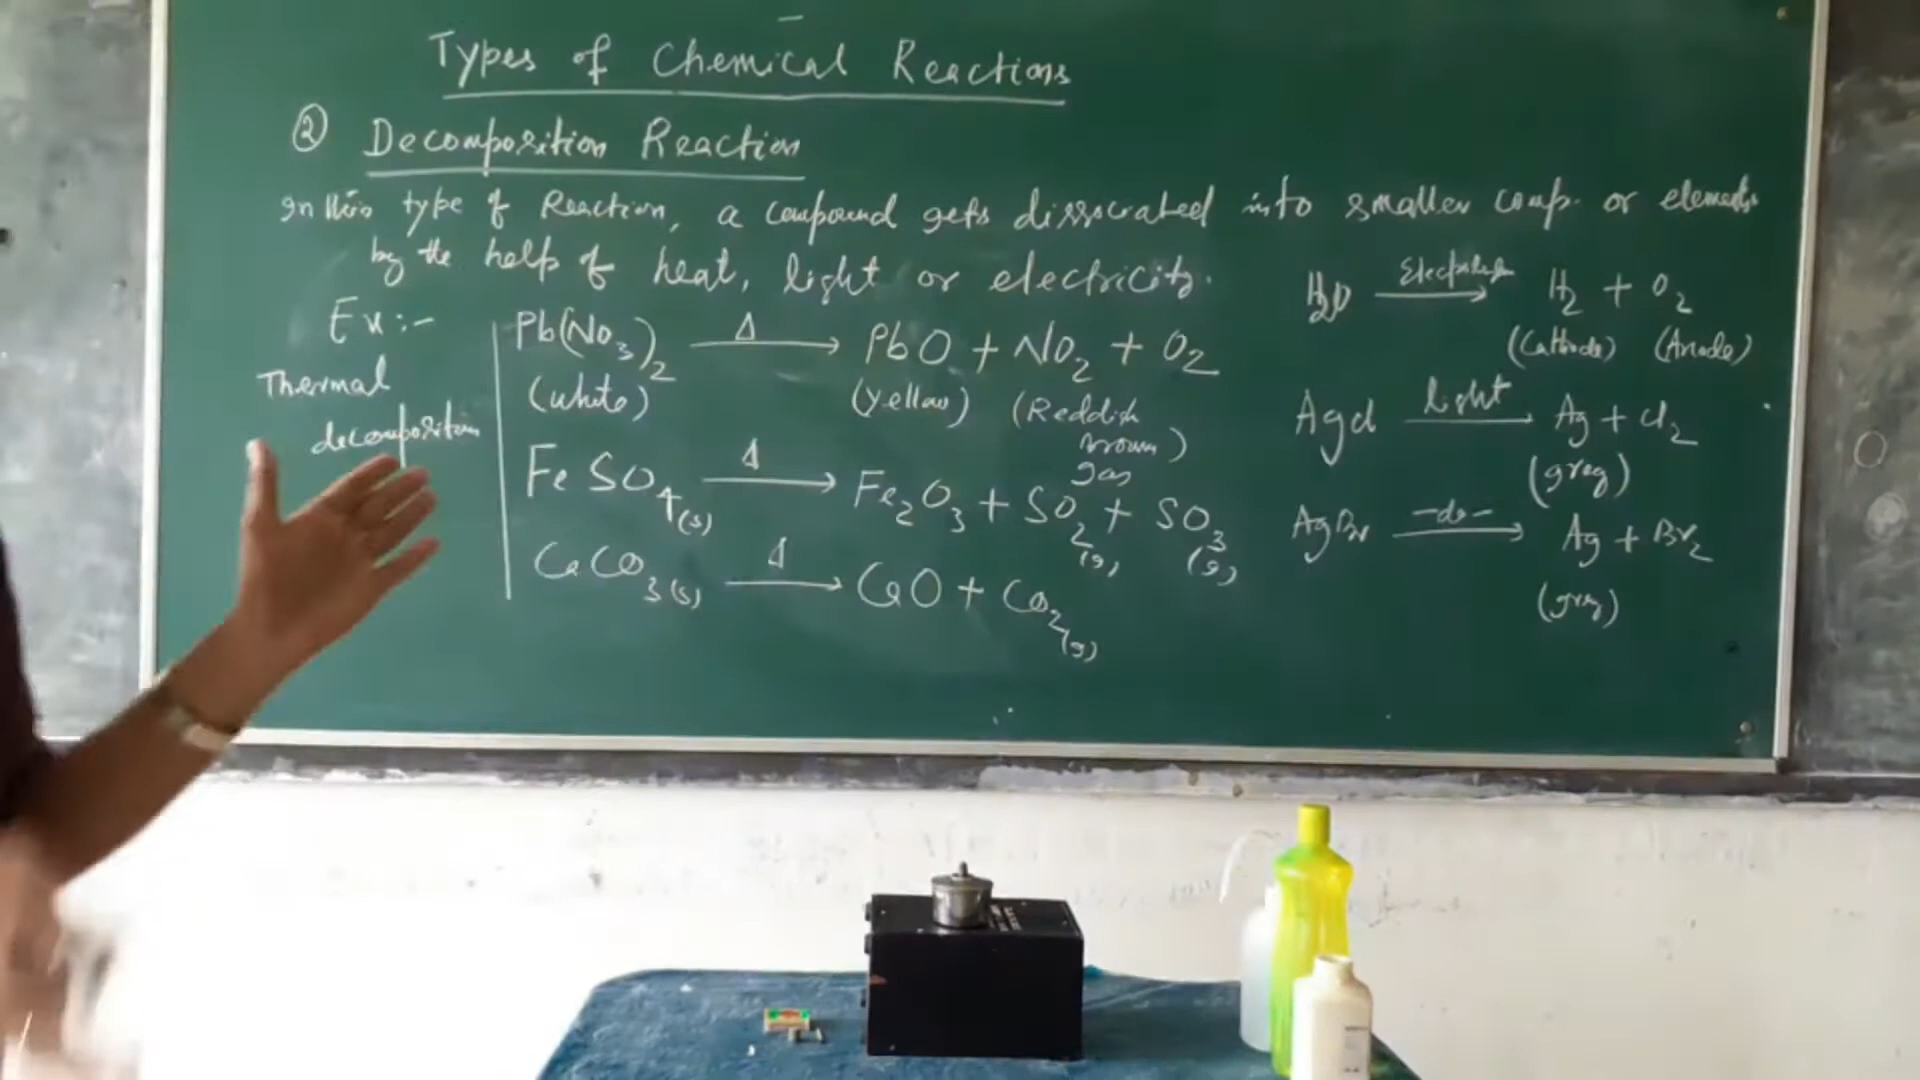 Types of Chemical Reactions
② Decomposition Reaction
In this type of Reaction, a compound gets dissociated into smaller comp. or elements
by the help of heat, light or electricity.
Ex :-
Thermal
decomposition
Pb(NO3)2 —Δ→ PbO + NO2 + O2
(white) (yellow) (Reddish
brown)
gas
FeSO4(s) —Δ→ Fe2O3 + SO2(g) + SO3(g)
CaCO3(s) —Δ→ CaO + CO2(g)
H2O → H2 + O2
(Cathode) (Anode)
AgCl —light→ Ag + Cl2
(grey)
AgBr —do→ Ag + Br2
(grey)